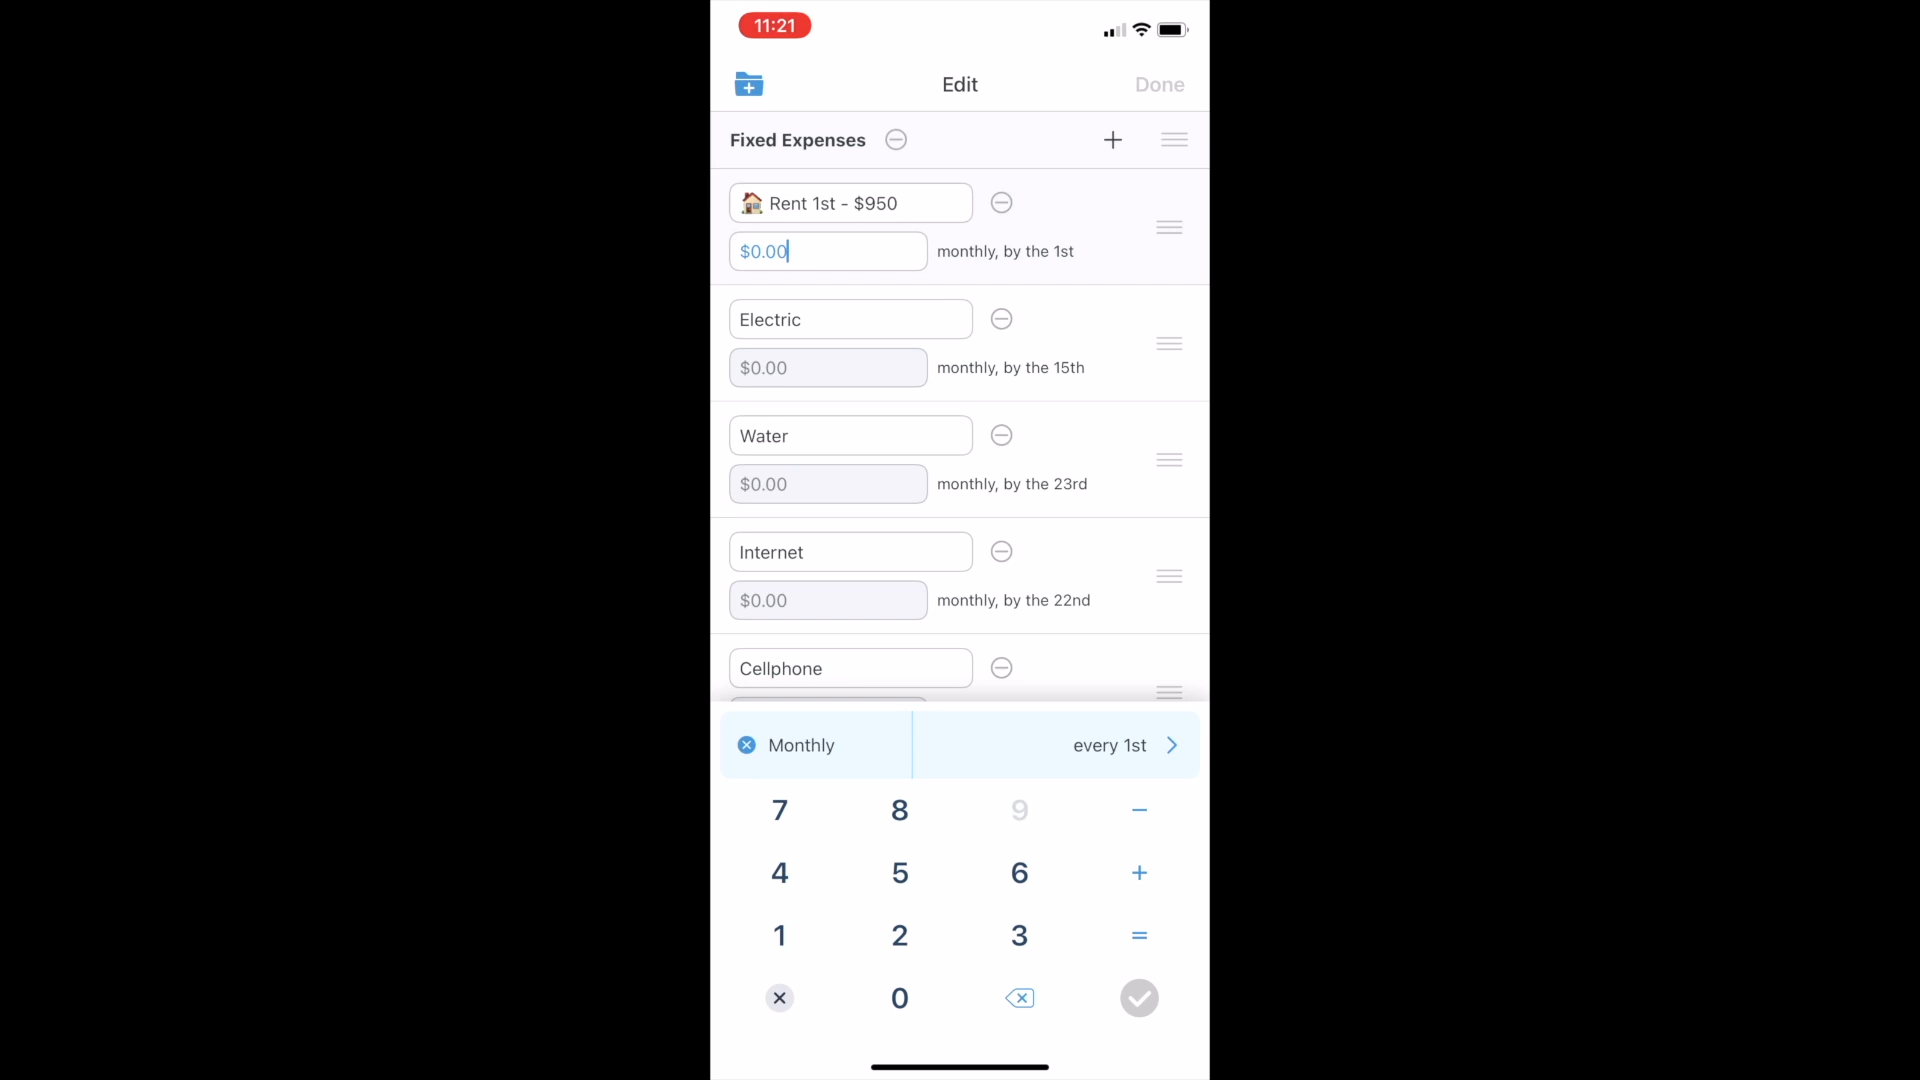 11:21
Edit
Done
Fixed Expenses
Rent 1st - $950
$0.00
monthly, by the 1st
Electric
$0.00
monthly, by the 15th
Water
$0.00
monthly, by the 23rd
Internet
$0.00
monthly, by the 22nd
Cellphone
Monthly
every 1st
7 8 9 −
4 5 6 +
1 2 3 =
0